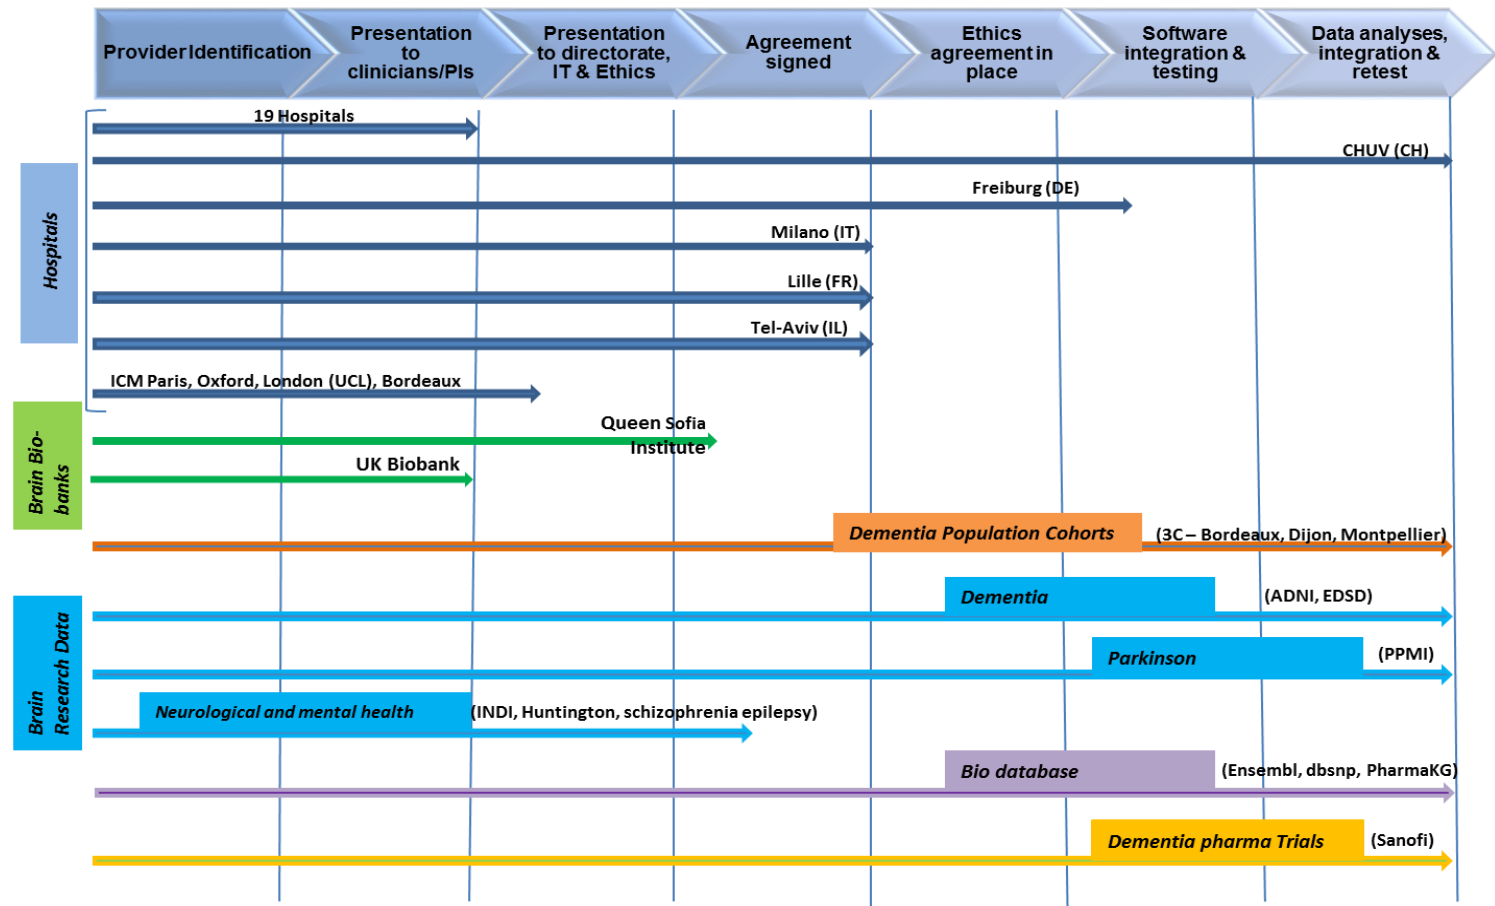 Provider Identification
Presentation
to
clinicians/PIs
Presentation
to directorate,
IT & Ethics
Agreement
signed
Ethics
agreement in
place
Software
integration &
testing
Data analyses,
integration &
retest
Hospitals
19 Hospitals
CHUV (CH)
Freiburg (DE)
Milano (IT)
Lille (FR)
Tel-Aviv (IL)
ICM Paris, Oxford, London (UCL), Bordeaux
Brain Bio-
banks
Queen Sofia
Institute
UK Biobank
Dementia Population Cohorts
(3C – Bordeaux, Dijon, Montpellier)
Brain
Research Data
Dementia
(ADNI, EDSD)
Parkinson
(PPMI)
Neurological and mental health
(INDI, Huntington, schizophrenia epilepsy)
Bio database
(Ensembl, dbsnp, PharmaKG)
Dementia pharma Trials
(Sanofi)